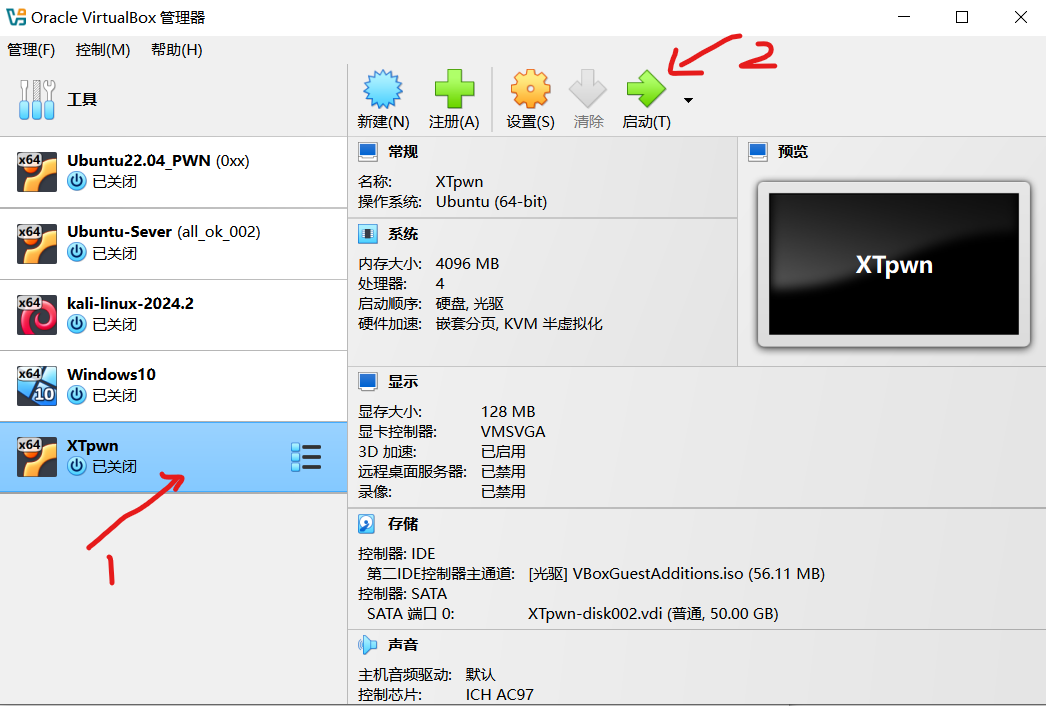 Oracle VirtualBox 管理器
管理(F) 控制(M) 帮助(H)
工具
新建(N) 注册(A) 设置(S) 清除 启动(T)
2
x64 Ubuntu22.04_PWN (0xx)
已关闭
x64 Ubuntu-Sever (all_ok_002)
已关闭
x64 kali-linux-2024.2
已关闭
x64 10 Windows10
已关闭
x64 XTpwn
已关闭
1
常规
名称: XTpwn
操作系统: Ubuntu (64-bit)
系统
内存大小: 4096 MB
处理器: 4
启动顺序: 硬盘, 光驱
硬件加速: 嵌套分页, KVM 半虚拟化
预览
XTpwn
显示
显存大小: 128 MB
显卡控制器: VMSVGA
3D 加速: 已启用
远程桌面服务器: 已禁用
录像: 已禁用
存储
控制器: IDE
第二IDE控制器主通道: [光驱] VBoxGuestAdditions.iso (56.11 MB)
控制器: SATA
SATA 端口 0: XTpwn-disk002.vdi (普通, 50.00 GB)
声音
主机音频驱动: 默认
控制芯片: ICH AC97